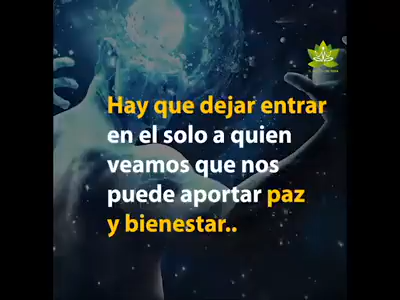 Hay que dejar entrar
en el solo a quien
veamos que nos
puede aportar paz
y bienestar..